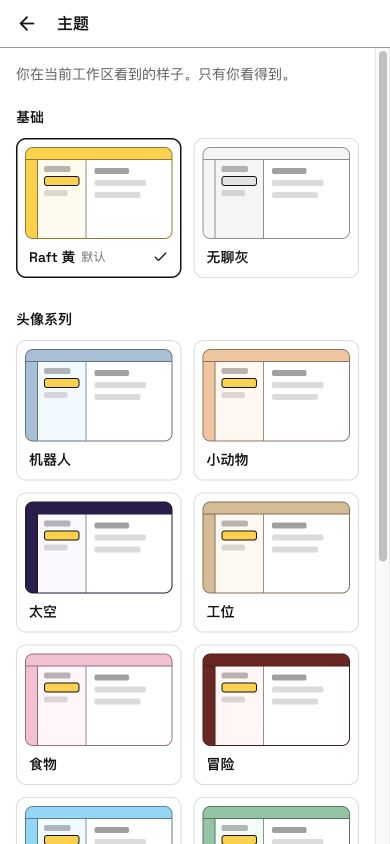 主题
你在当前工作区看到的样子。只有你看得到。
基础
Raft 黄 默认
无聊灰
头像系列
机器人
小动物
太空
工位
食物
冒险